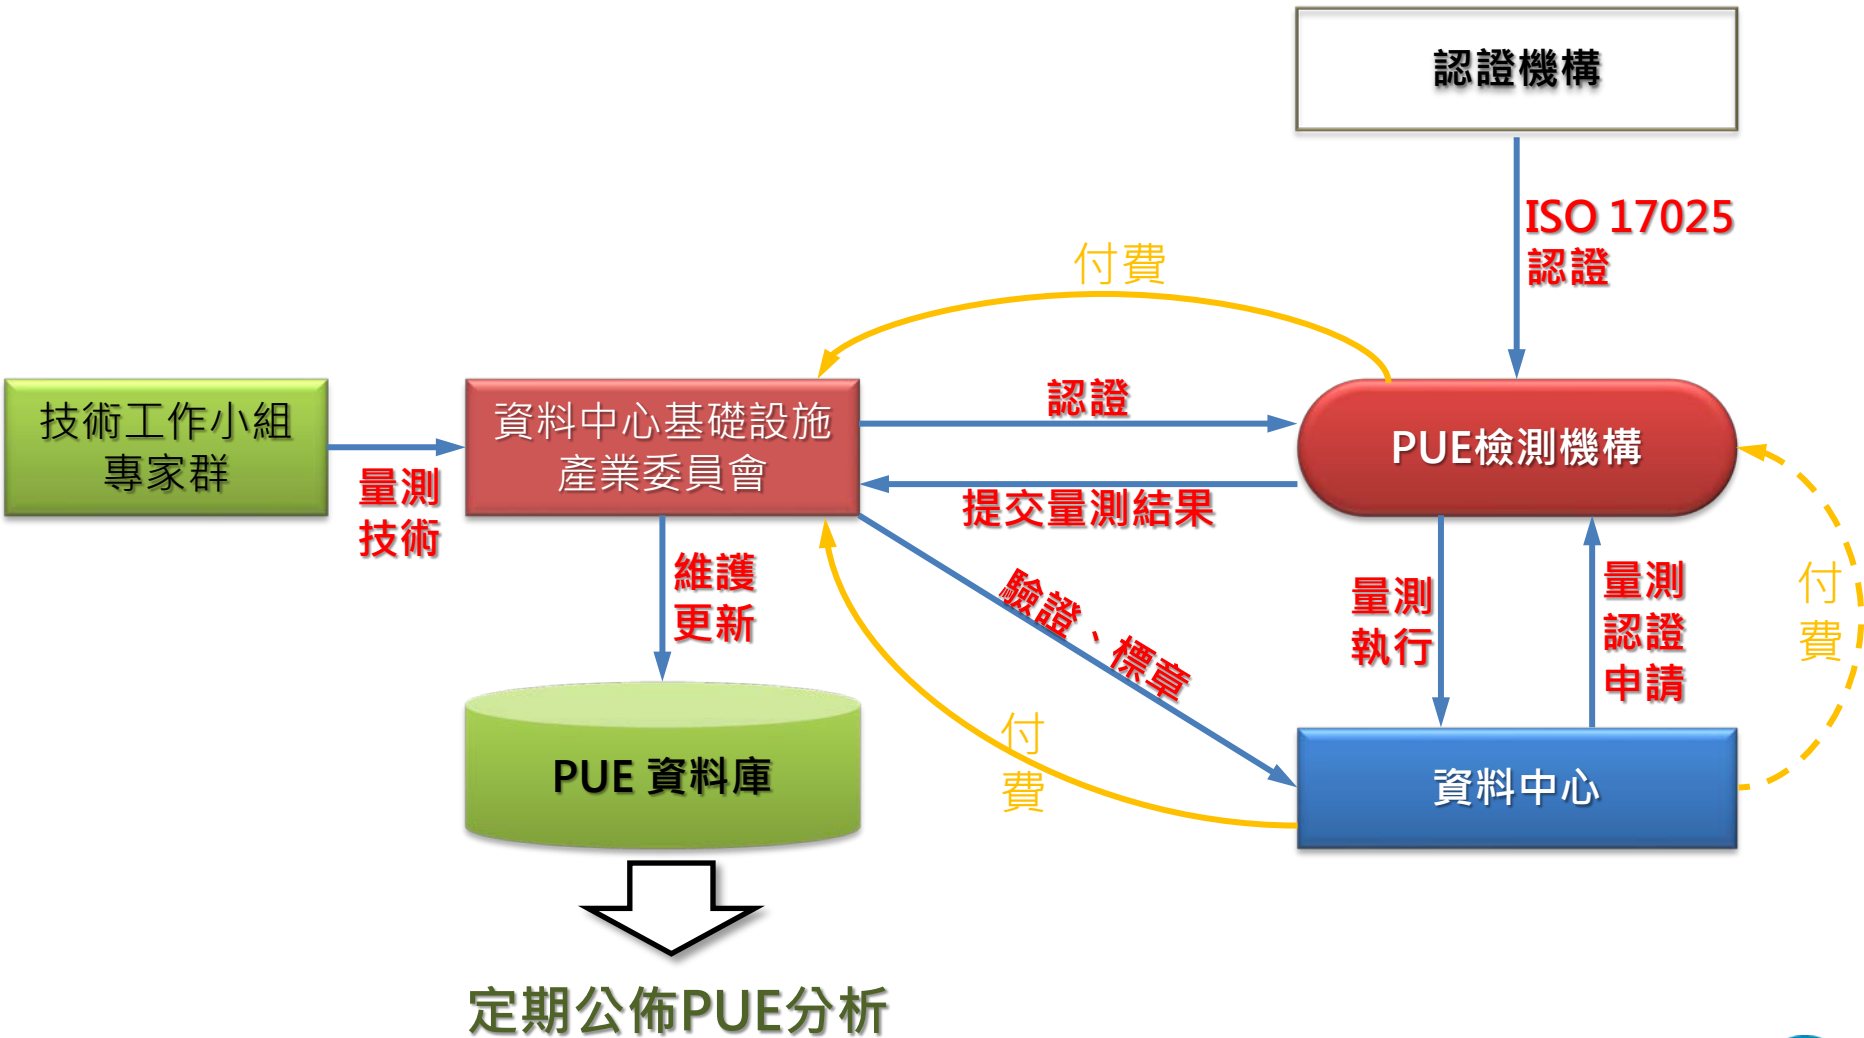 認證機構
ISO 17025
認證
付費
技術工作小組
專家群
量測
技術
資料中心基礎設施
產業委員會
認證
提交量測結果
PUE檢測機構
維護
更新
驗證、標章
量測
執行
量測
認證
申請
付
費
付
費
PUE 資料庫
資料中心
定期公佈PUE分析